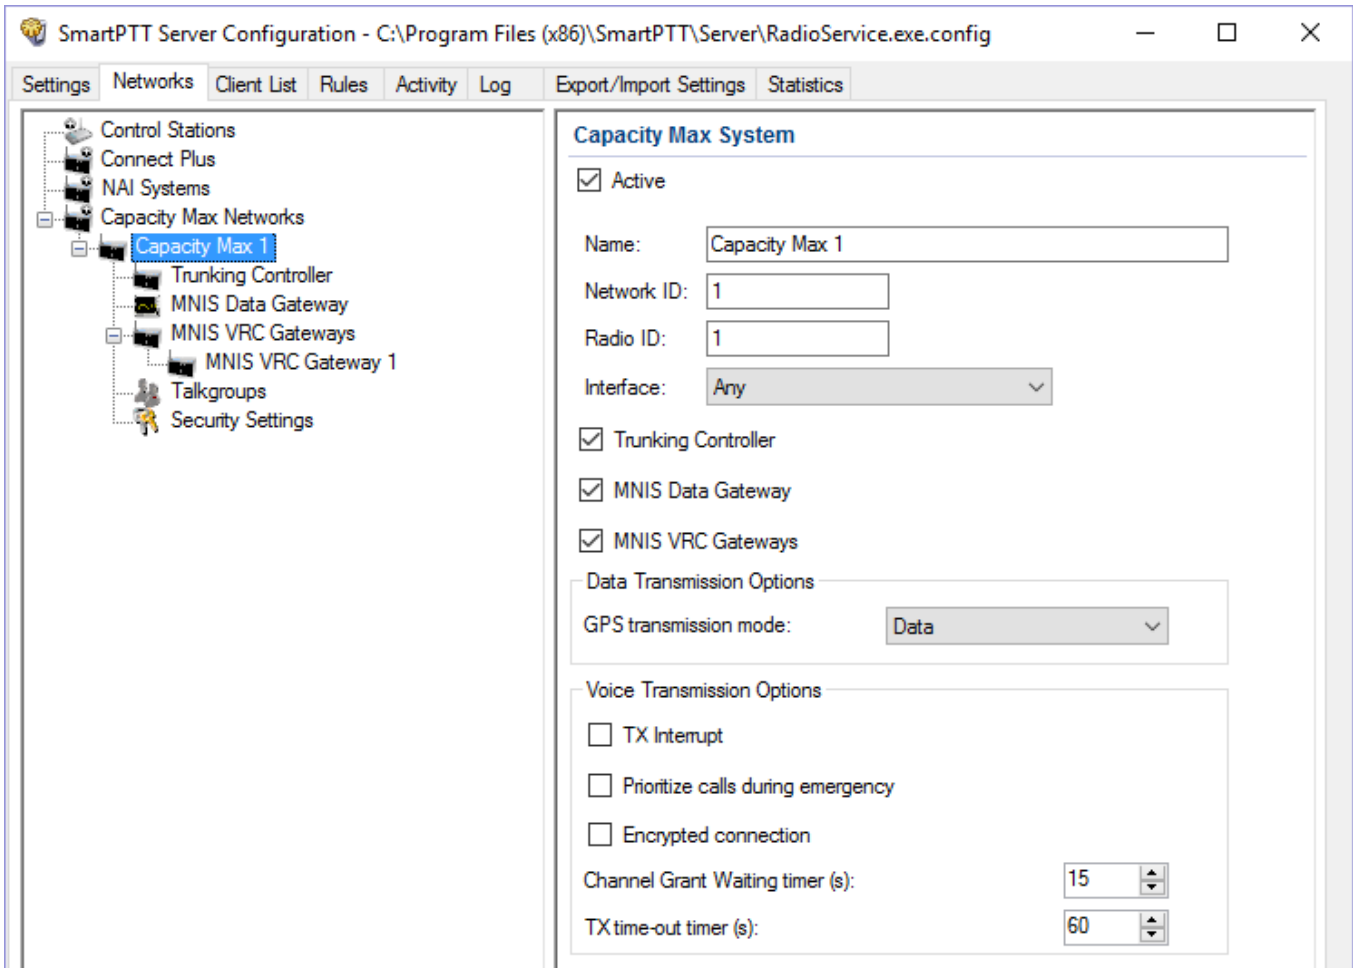 SmartPTT Server Configuration - C:\Program Files (x86)\SmartPTT\Server\RadioService.exe.config
Settings Networks Client List Rules Activity Log Export/Import Settings Statistics
Control Stations
Connect Plus
NAI Systems
Capacity Max Networks
Capacity Max 1
Trunking Controller
MNIS Data Gateway
MNIS VRC Gateways
MNIS VRC Gateway 1
Talkgroups
Security Settings
Capacity Max System
Active
Name: Capacity Max 1
Network ID: 1
Radio ID: 1
Interface: Any
Trunking Controller
MNIS Data Gateway
MNIS VRC Gateways
Data Transmission Options
GPS transmission mode: Data
Voice Transmission Options
TX Interrupt
Prioritize calls during emergency
Encrypted connection
Channel Grant Waiting timer (s): 15
TX time-out timer (s): 60